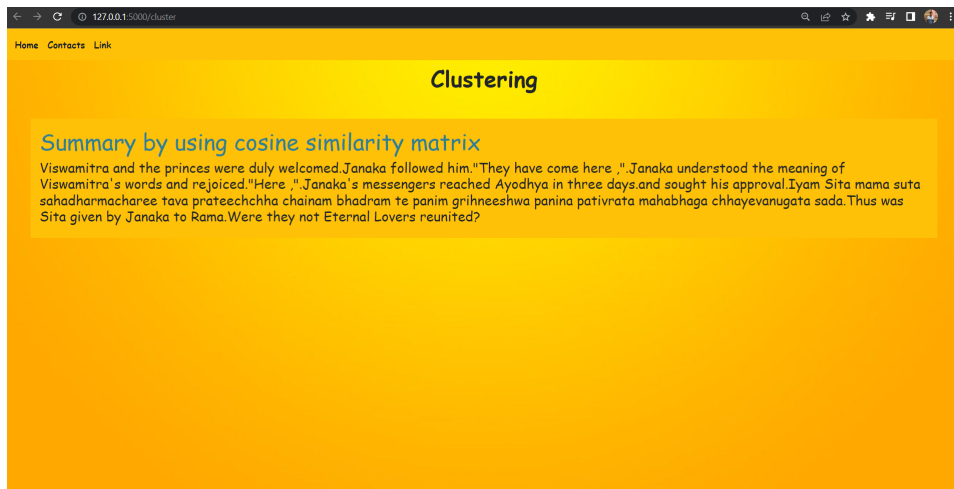 127.0.0.1:5000/cluster
Home Contacts Link
Clustering
Summary by using cosine similarity matrix
Viswamitra and the princes were duly welcomed.Janaka followed him."They have come here ,".Janaka understood the meaning of
Viswamitra's words and rejoiced."Here ,".Janaka's messengers reached Ayodhya in three days.and sought his approval.Iyam Sita mama suta
sahadharmacharee tava prateechchha chainam bhadram te panim grihneeshwa panina pativrata mahabhaga chhayevanugata sada.Thus was
Sita given by Janaka to Rama.Were they not Eternal Lovers reunited?